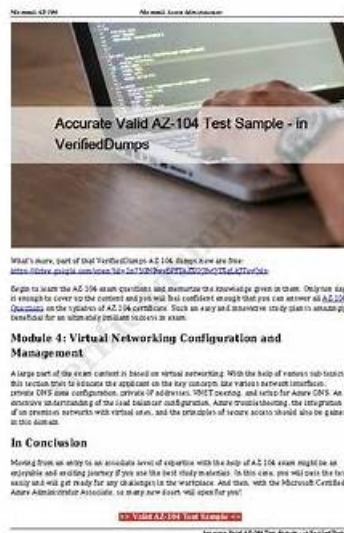 Microsoft AZ-104
Microsoft Azure Administrator
Accurate Valid AZ-104 Test Sample - in
VerifiedDumps
What's more, part of that VerifiedDumps AZ-104 dumps now are free:
Begin to learn the AZ-104 exam questions and memorize the knowledge given in them. Only ten days
is enough to cover up the content and you will feel confident enough that you can answer all AZ-104
Questions on the syllabus of AZ-104 certificate. Such an easy and innovative study plan is amazingly
beneficial for an ultimately brilliant success in exam.
Module 4: Virtual Networking Configuration and
Management
A large part of the exam content is based on virtual networking. With the help of various sub-topics
this section tries to educate the applicant on the key concepts like various network interfaces,
private DNS zone configuration, private IP addresses, VNET peering, and setup for Azure DNS. An
extensive understanding of the load balancer configuration, Azure troubleshooting, the integration
of on premises networks with virtual ones, and the principles of secure access should also be gained
in this domain.
In Conclusion
Moving from an entry to an associate level of expertise with the help of AZ-104 exam might be an
enjoyable and exciting journey if you use the best study materials. In this case, you will pass the test
easily and will get ready for any challenges in the workplace. And then, with the Microsoft Certified:
Azure Administrator Associate, so many new doors will open for you!
>> Valid AZ-104 Test Sample <<